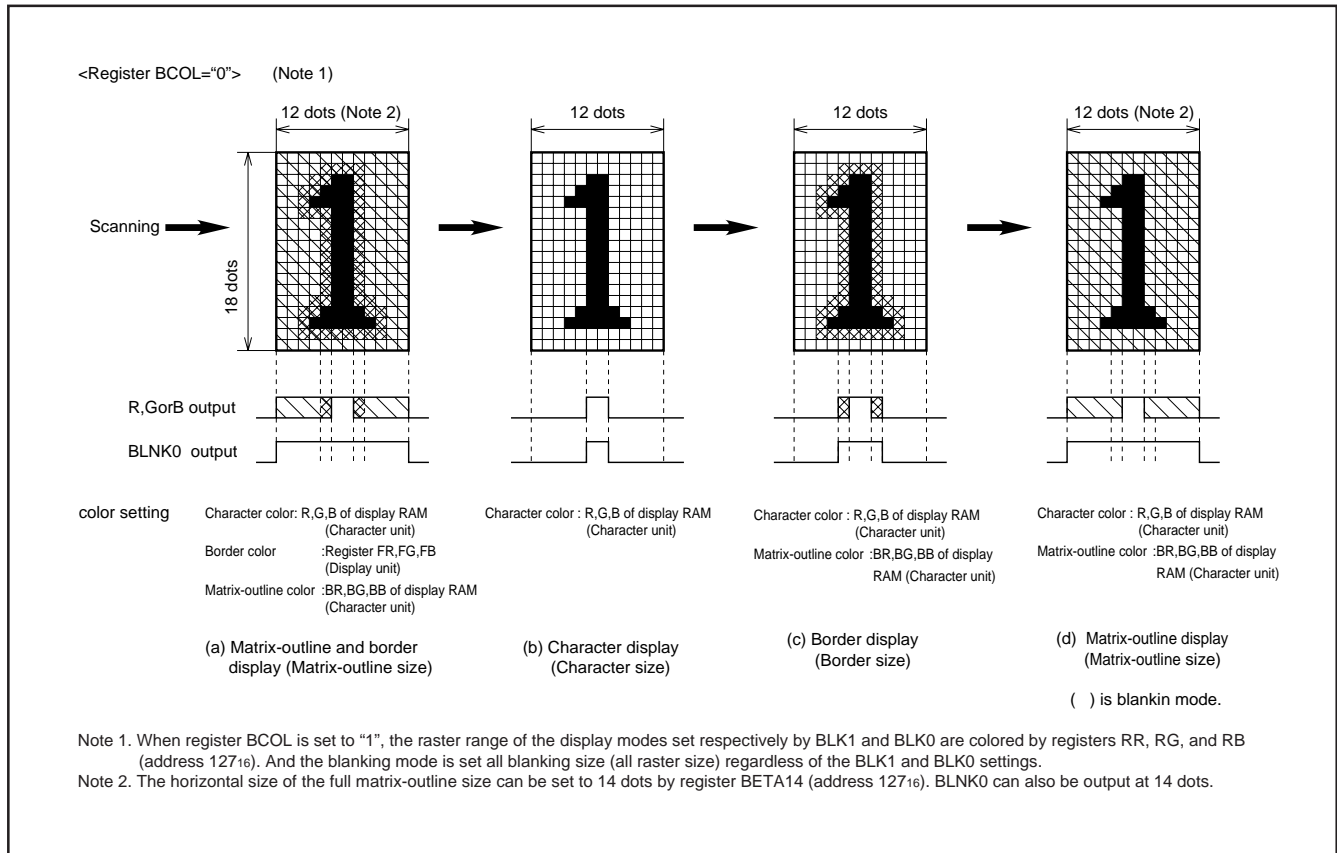 <Register BCOL=“0”> (Note 1)
12 dots (Note 2) 12 dots 12 dots 12 dots (Note 2)
Scanning
18 dots
R,GorB output
BLNK0 output
color setting
Character color: R,G,B of display RAM
(Character unit)
Border color :Register FR,FG,FB
(Display unit)
Matrix-outline color :BR,BG,BB of display RAM
(Character unit)
(a) Matrix-outline and border
display (Matrix-outline size)
Character color : R,G,B of display RAM
(Character unit)
(b) Character display
(Character size)
Character color : R,G,B of display RAM
(Character unit)
Matrix-outline color :BR,BG,BB of display
RAM (Character unit)
(c) Border display
(Border size)
Character color : R,G,B of display RAM
(Character unit)
Matrix-outline color :BR,BG,BB of display
RAM (Character unit)
(d) Matrix-outline display
(Matrix-outline size)
( ) is blankin mode.
Note 1. When register BCOL is set to “1”, the raster range of the display modes set respectively by BLK1 and BLK0 are colored by registers RR, RG, and RB
(address 12716). And the blanking mode is set all blanking size (all raster size) regardless of the BLK1 and BLK0 settings.
Note 2. The horizontal size of the full matrix-outline size can be set to 14 dots by register BETA14 (address 12716). BLNK0 can also be output at 14 dots.